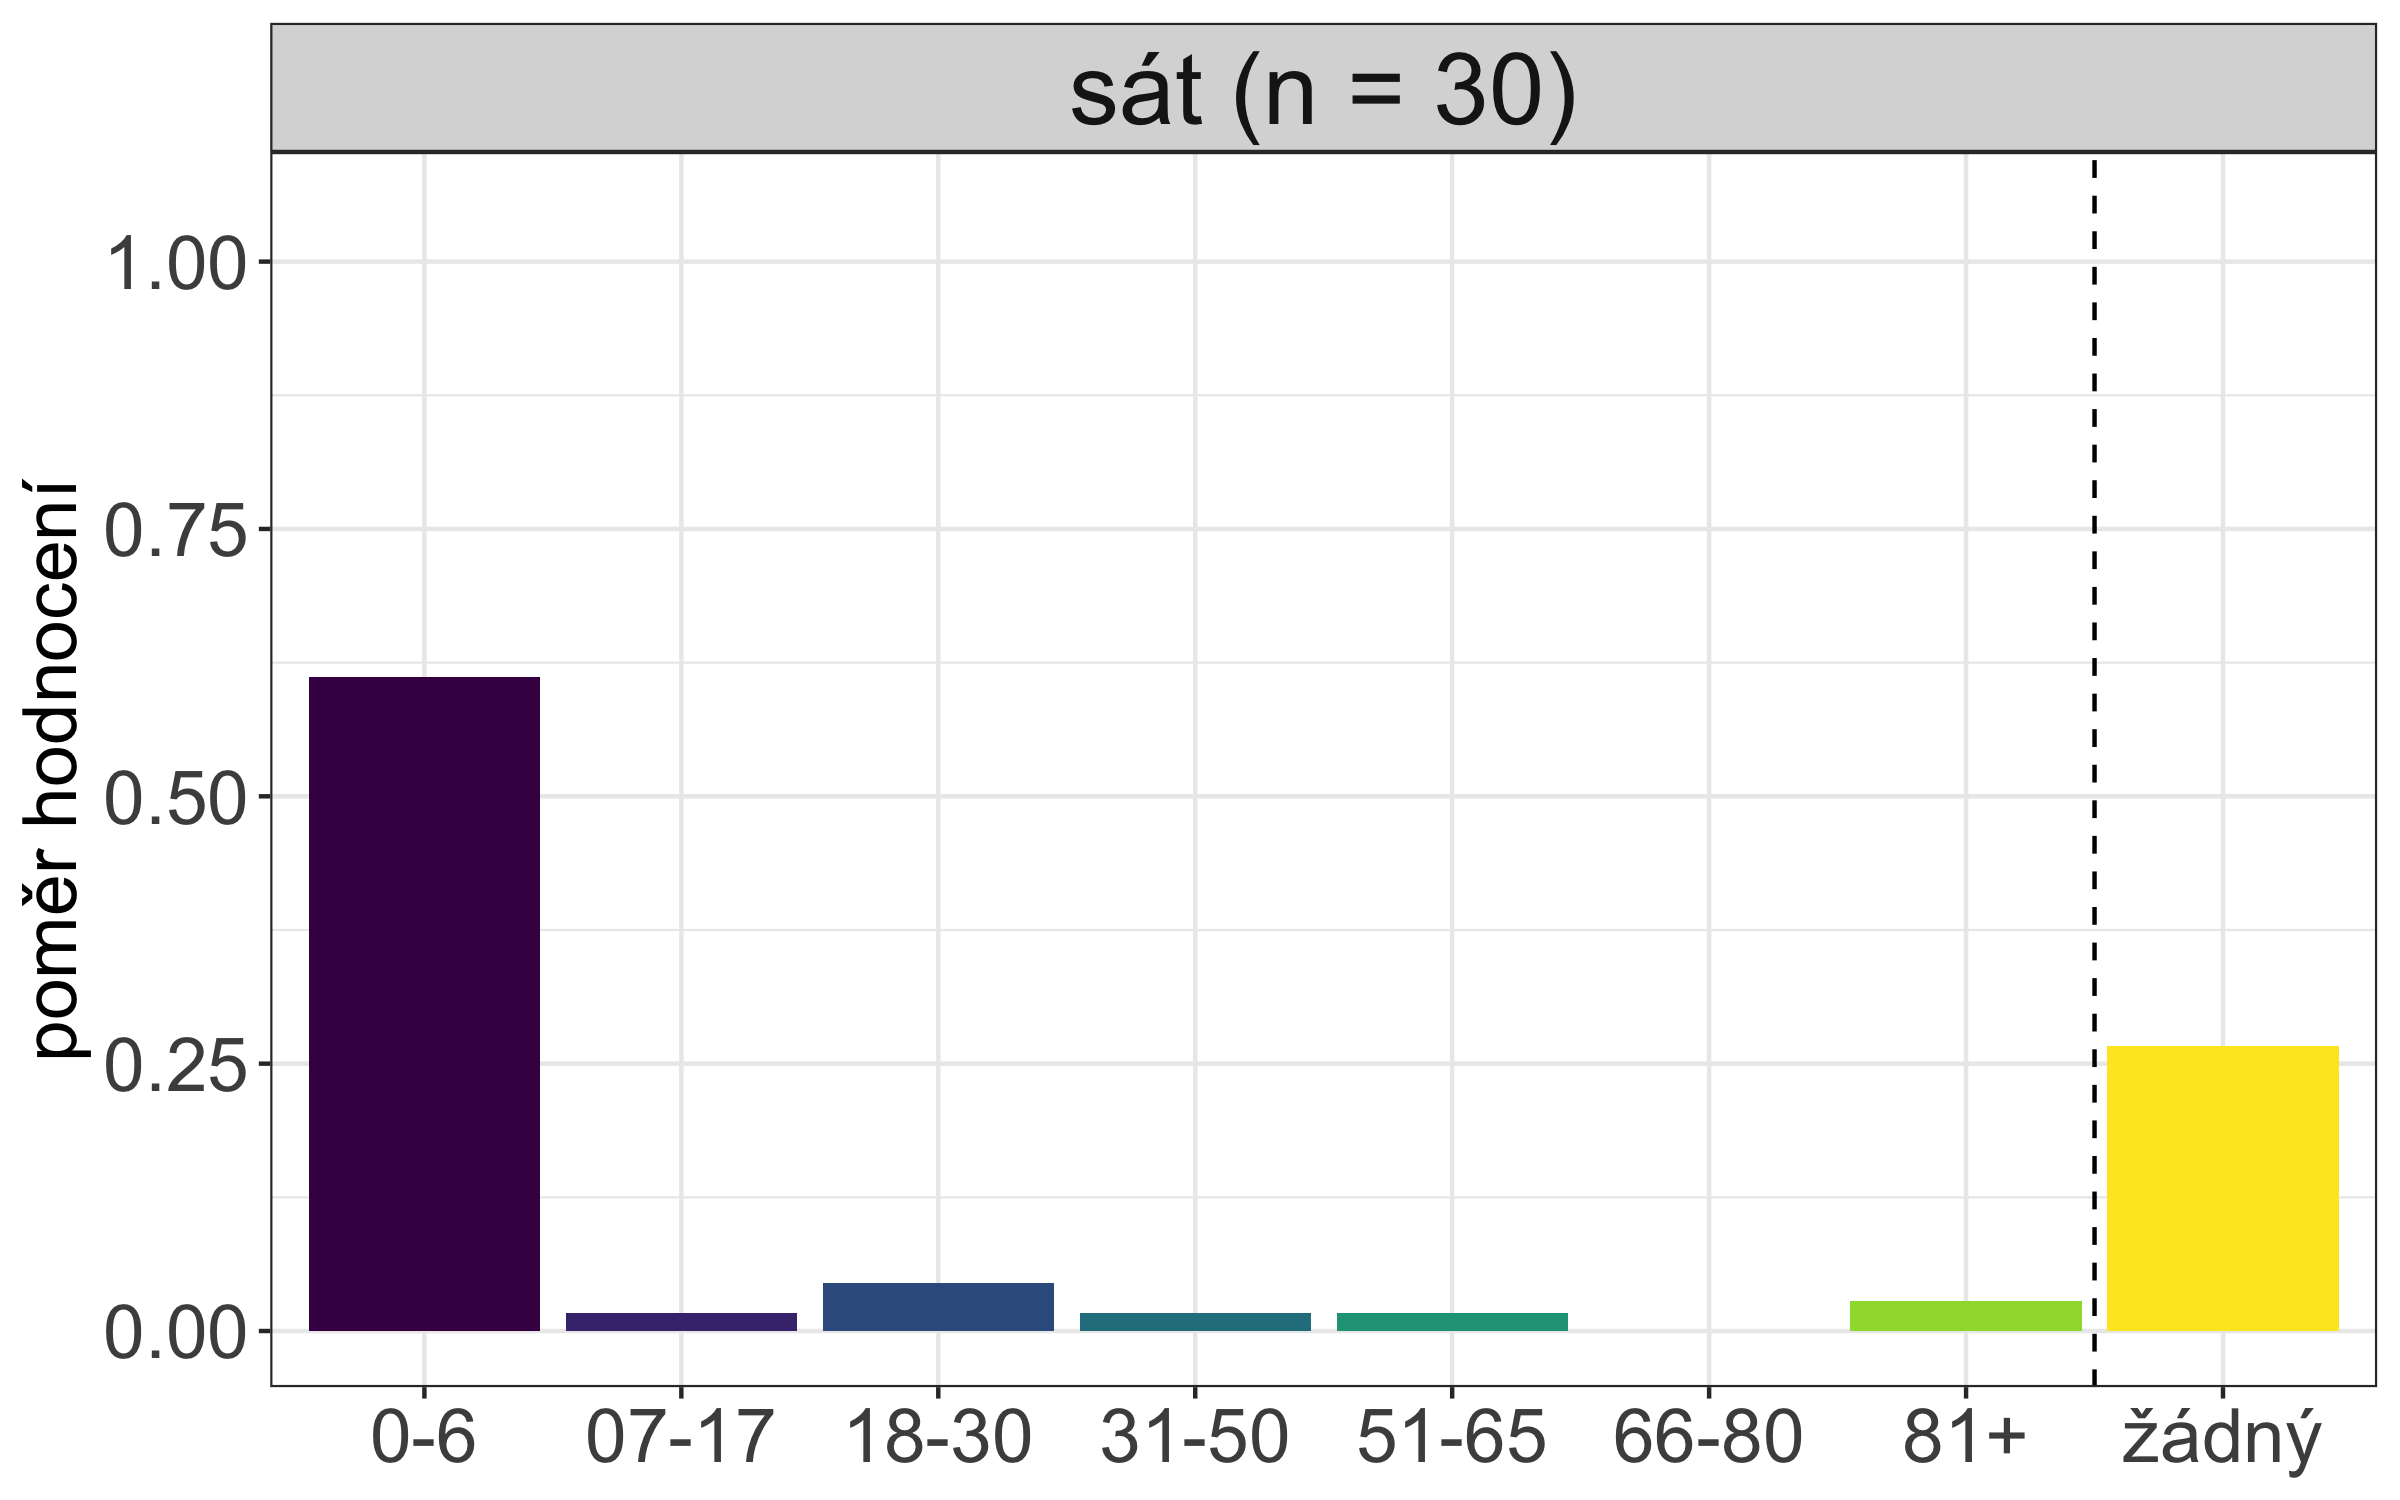 sát (n = 30)
poměr hodnocení
1.00
0.75
0.50
0.25
0.00
0-6 07-17 18-30 31-50 51-65 66-80 81+ žádný